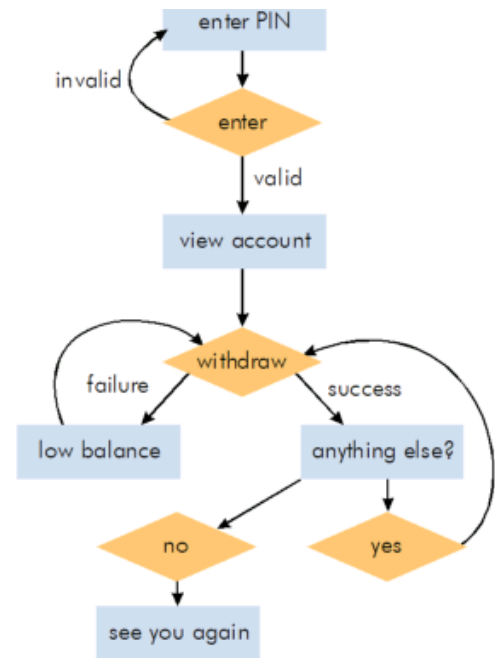 enter PIN
invalid
enter
valid
view account
withdraw
failure
success
low balance
anything else?
no
yes
see you again